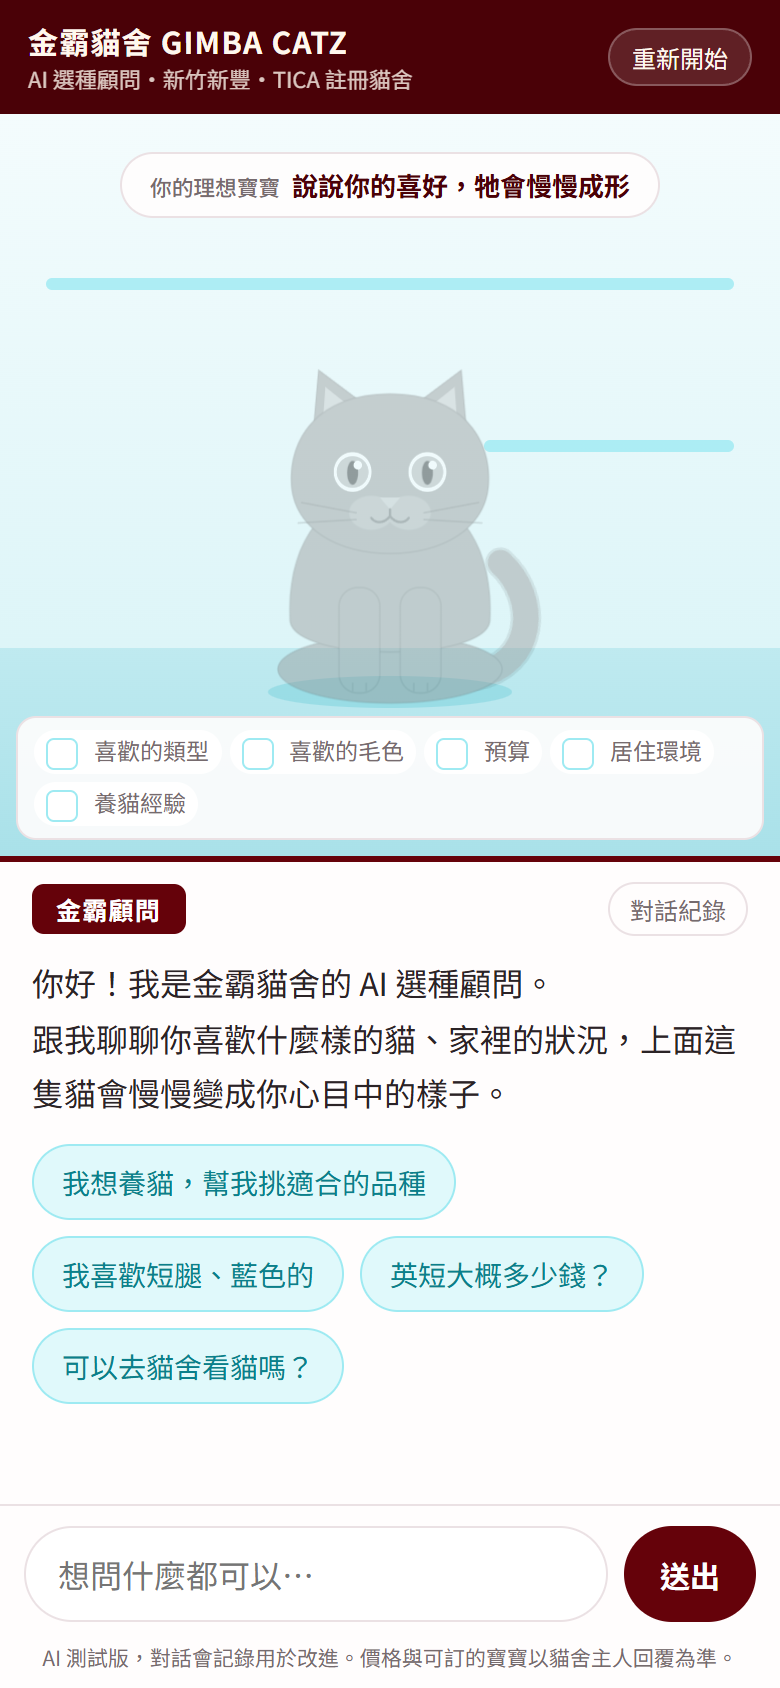 金霸貓舍 GIMBA CATZ
AI 選種顧問・新竹新豐・TICA 註冊貓舍
重新開始
你的理想寶寶 說說你的喜好，牠會慢慢成形
喜歡的類型 喜歡的毛色 預算 居住環境
養貓經驗
金霸顧問
對話紀錄
你好！我是金霸貓舍的 AI 選種顧問。
跟我聊聊你喜歡什麼樣的貓、家裡的狀況，上面這
隻貓會慢慢變成你心目中的樣子。
我想養貓，幫我挑適合的品種
我喜歡短腿、藍色的 英短大概多少錢？
可以去貓舍看貓嗎？
想問什麼都可以…
送出
AI 測試版，對話會記錄用於改進。價格與可訂的寶寶以貓舍主人回覆為準。